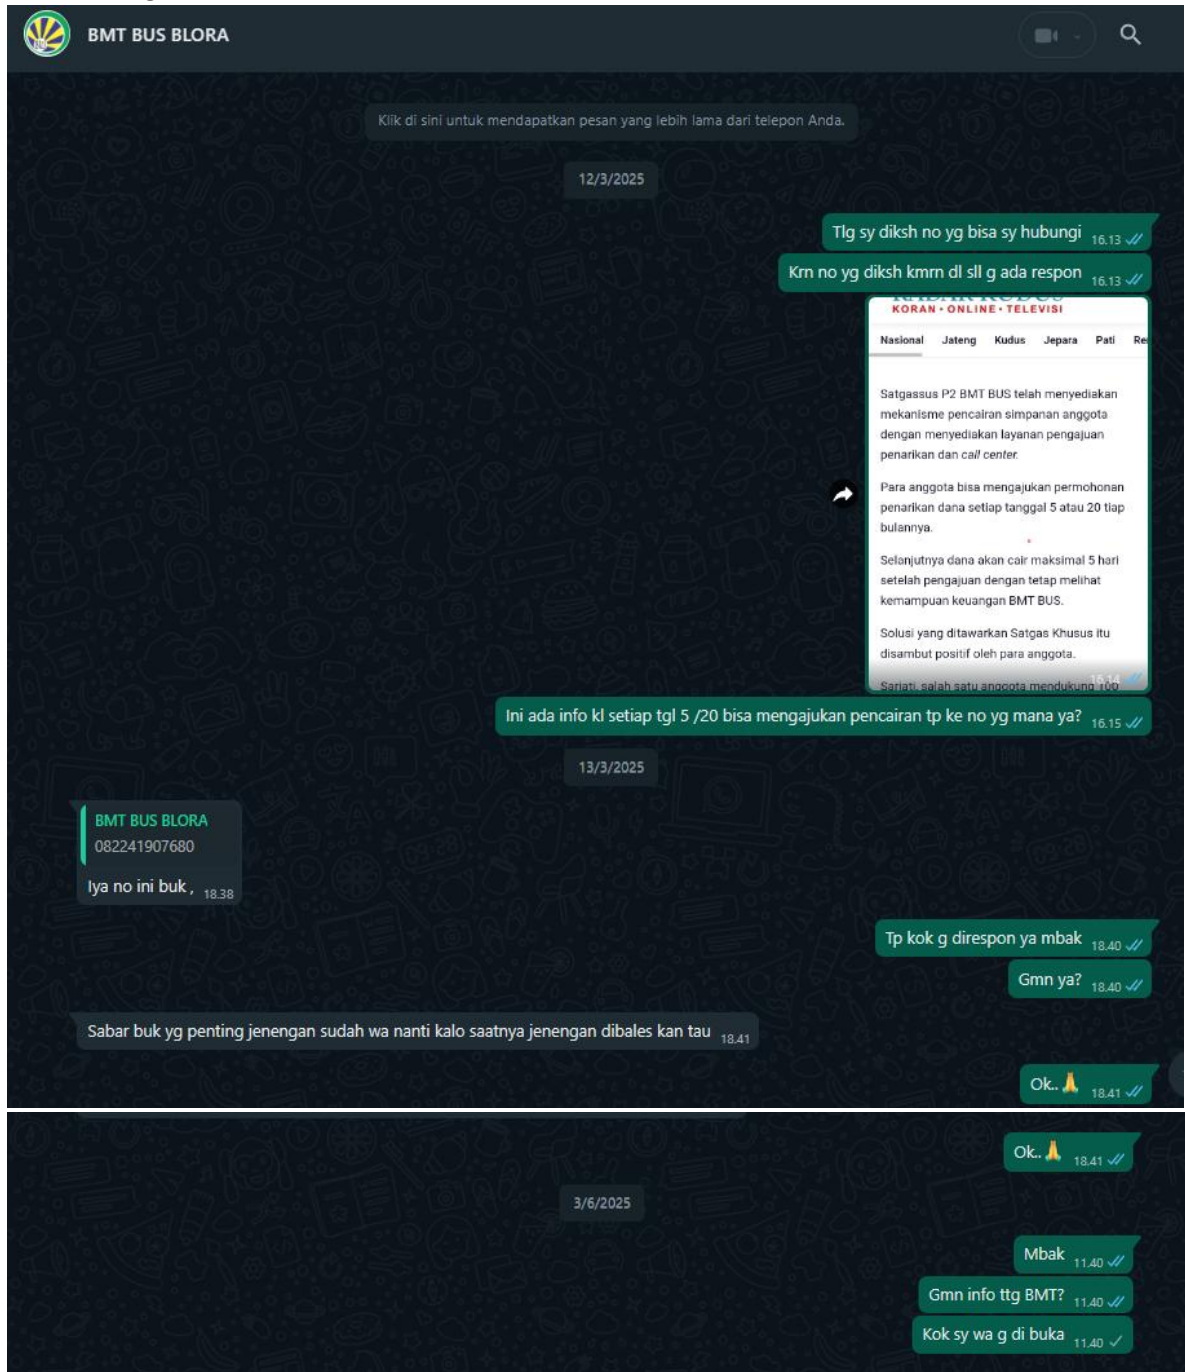 BMT BUS BLORA
Klik di sini untuk mendapatkan pesan yang lebih lama dari telepon Anda.
12/3/2025
Tlg sy diksh no yg bisa sy hubungi 16.13
Krn no yg diksh kmrn dl sll g ada respon 16.13
RADAR KUDUS
KORAN • ONLINE • TELEVISI
Nasional Jateng Kudus Jepara Pati
Satgassus P2 BMT BUS telah menyediakan
mekanisme pencairan simpanan anggota
dengan menyediakan layanan pengajuan
penarikan dan call center.
Para anggota bisa mengajukan permohonan
penarikan dana setiap tanggal 5 atau 20 tiap
bulannya.
Selanjutnya dana akan cair maksimal 5 hari
setelah pengajuan dengan tetap melihat
kemampuan keuangan BMT BUS.
Solusi yang ditawarkan Satgas Khusus itu
disambut positif oleh para anggota.
Sariati, salah satu anggota mendukung 100
16.14
Ini ada info kl setiap tgl 5 /20 bisa mengajukan pencairan tp ke no yg mana ya? 16.15
13/3/2025
BMT BUS BLORA
082241907680
Iya no ini buk , 18.38
Tp kok g direspon ya mbak 18.40
Gmn ya? 18.40
Sabar buk yg penting jenengan sudah wa nanti kalo saatnya jenengan dibales kan tau 18.41
Ok.. 🙏 18.41
Ok.. 🙏 18.41
3/6/2025
Mbak 11.40
Gmn info ttg BMT? 11.40
Kok sy wa g di buka 11.40